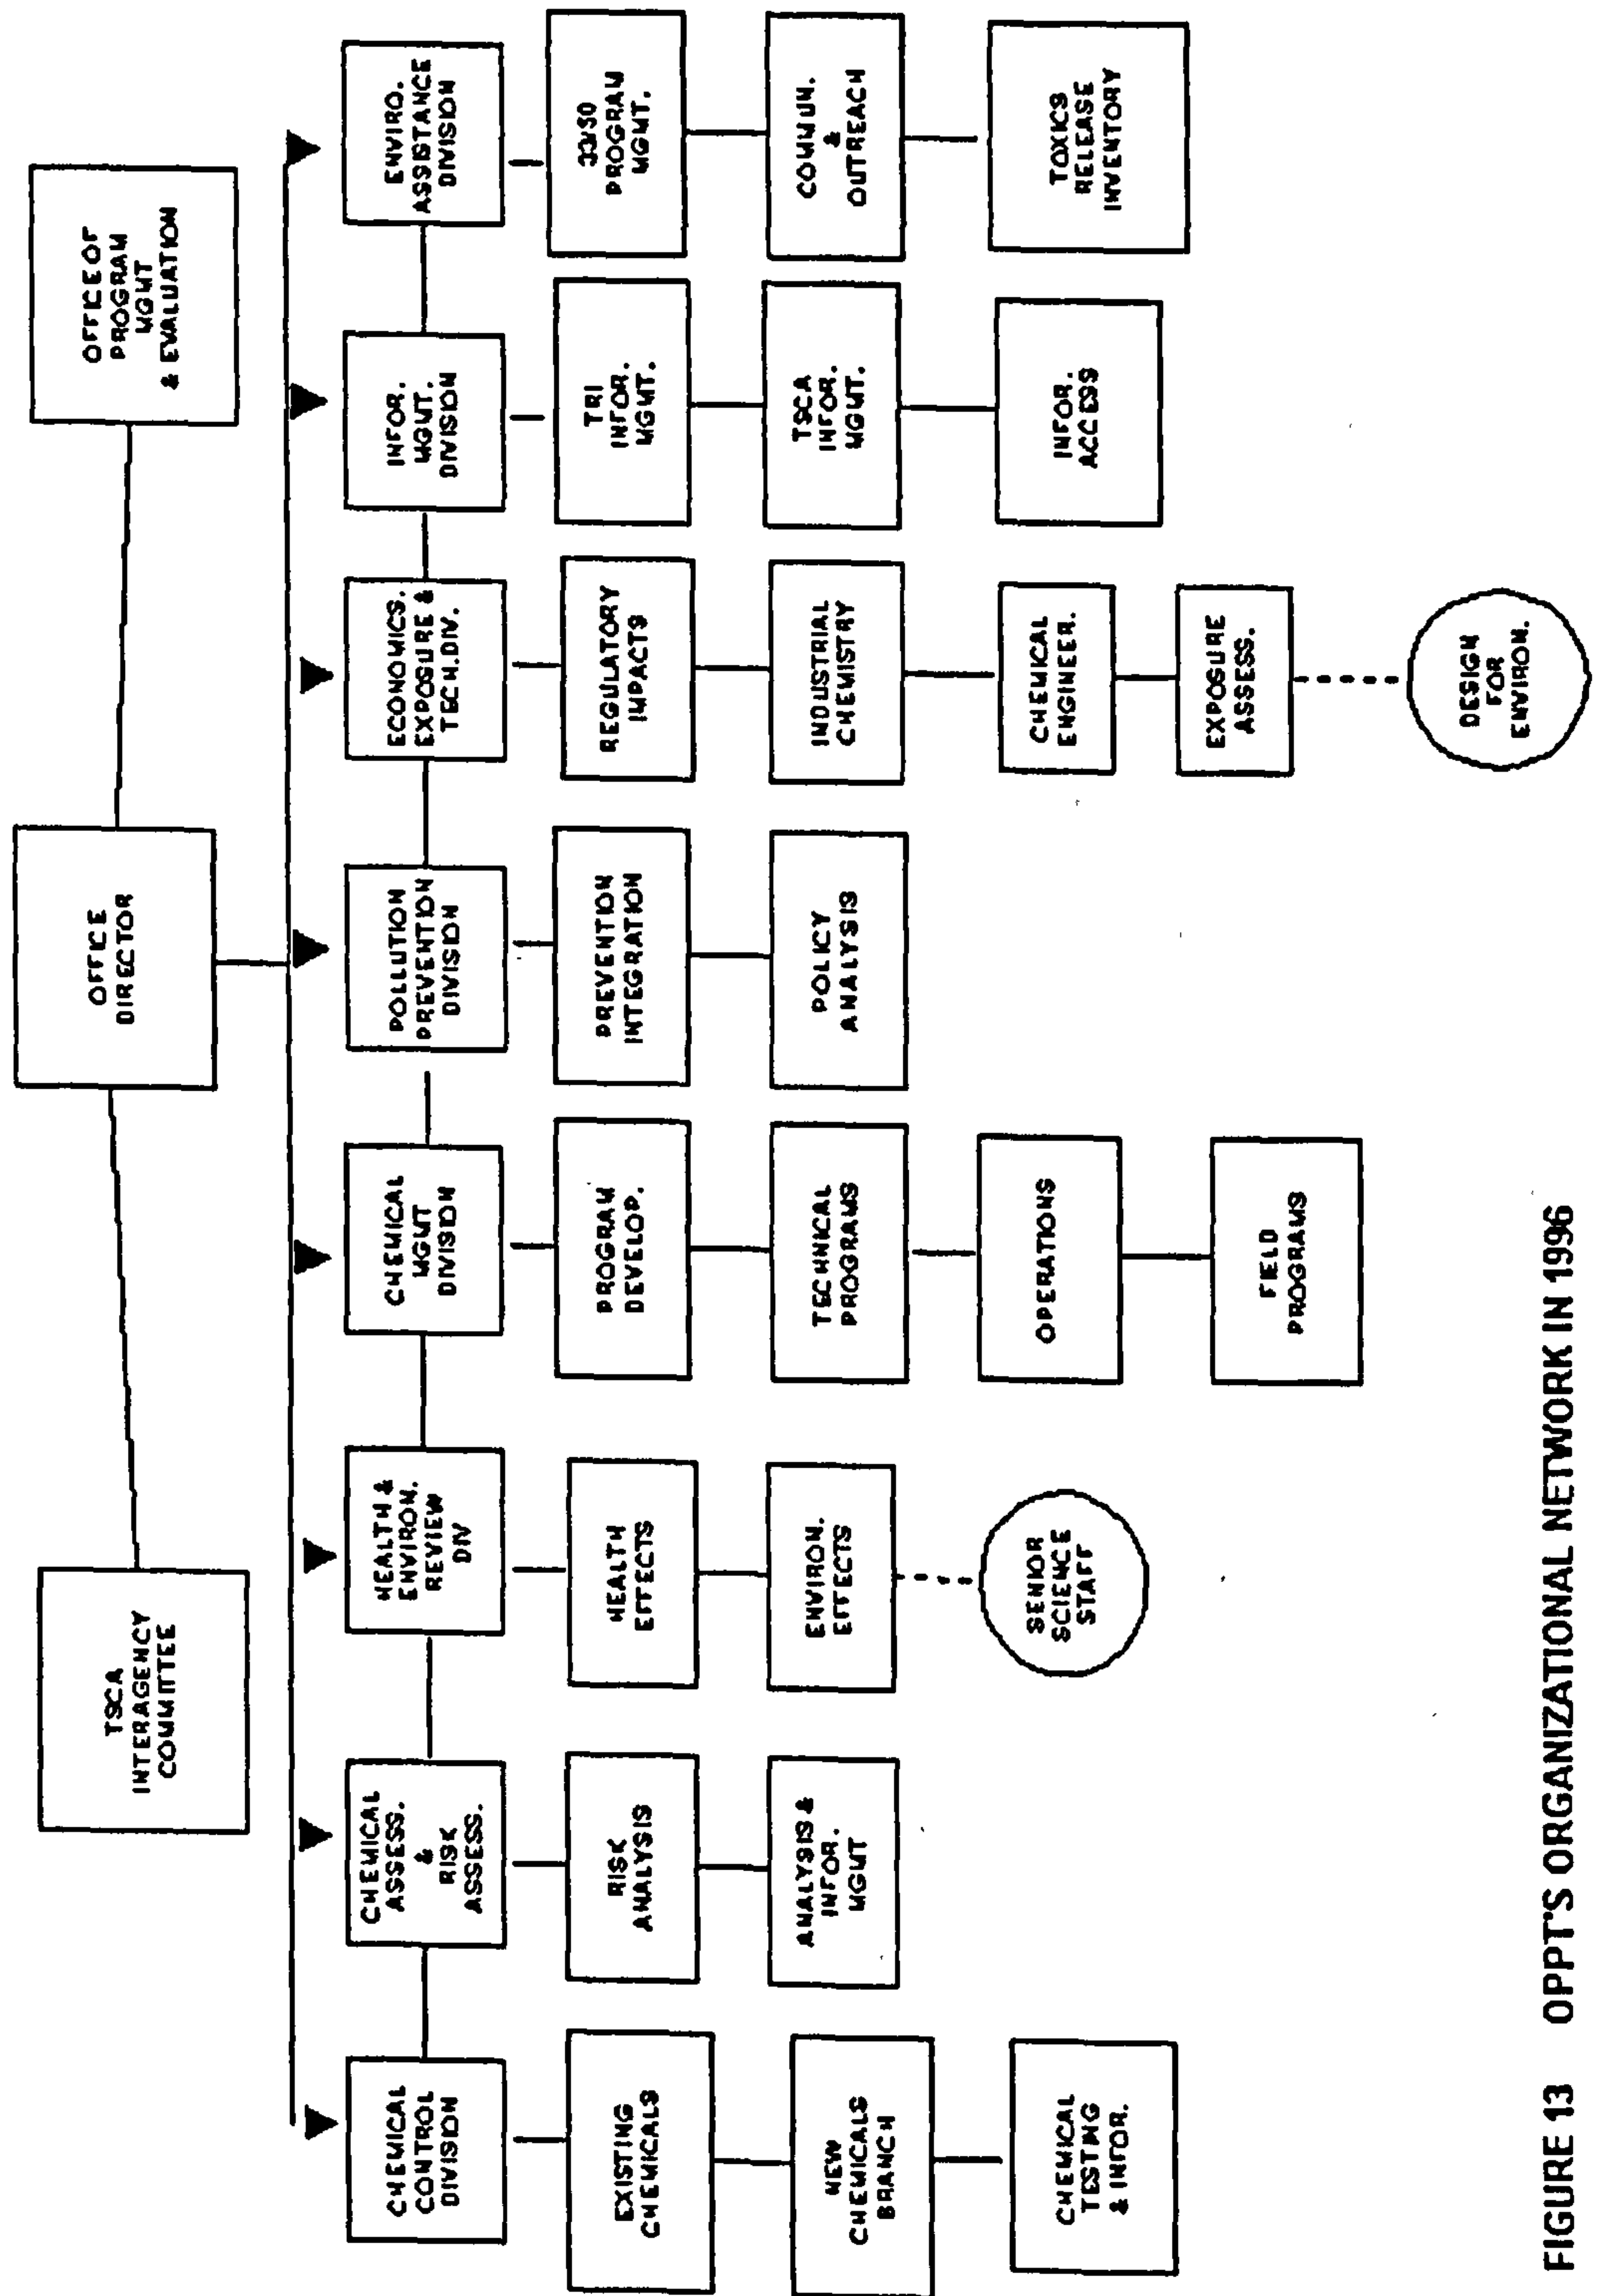 TSCA
INTERAGENCY
COMMITTEE
OFFICE
DIRECTOR
OFFICE OF
PROGRAM
MGMT
& EVALUATION
CHEMICAL
CONTROL
DIVISION
EXISTING
CHEMICALS
NEW
CHEMICALS
BRANCH
CHEMICAL
TESTING
& INFOR.
CHEMICAL
ASSESS.
&
RISK
ASSESS.
RISK
ANALYSIS
ANALYSIS &
INFOR.
MGMT
HEALTH &
ENVIRON.
REVIEW
DIV
HEALTH
EFFECTS
ENVIRON.
EFFECTS
SENIOR
SCIENCE
STAFF
CHEMICAL
MGMT
DIVISION
PROGRAM
DEVELOP.
TECHNICAL
PROGRAMS
OPERATIONS
FIELD
PROGRAMS
POLLUTION
PREVENTION
DIVISION
PREVENTION
INTEGRATION
POLICY
ANALYSIS
ECONOMICS.
EXPOSURE &
TECH.DIV.
REGULATORY
IMPACTS
INDUSTRIAL
CHEMISTRY
CHEMICAL
ENGINEER.
EXPOSURE
ASSESS.
DESIGN
FOR
ENVIRON.
INFOR.
MGMT.
DIVISION
TRI
INFOR.
MGMT.
TSCA
INFOR.
MGMT.
INFOR.
ACCESS
ENVIRO.
ASSISTANCE
DIVISION
33/50
PROGRAM
MGMT.
COMMUN.
&
OUTREACH
TOXICS
RELEASE
INVENTORY
FIGURE 13 OPPT'S ORGANIZATIONAL NETWORK IN 1996